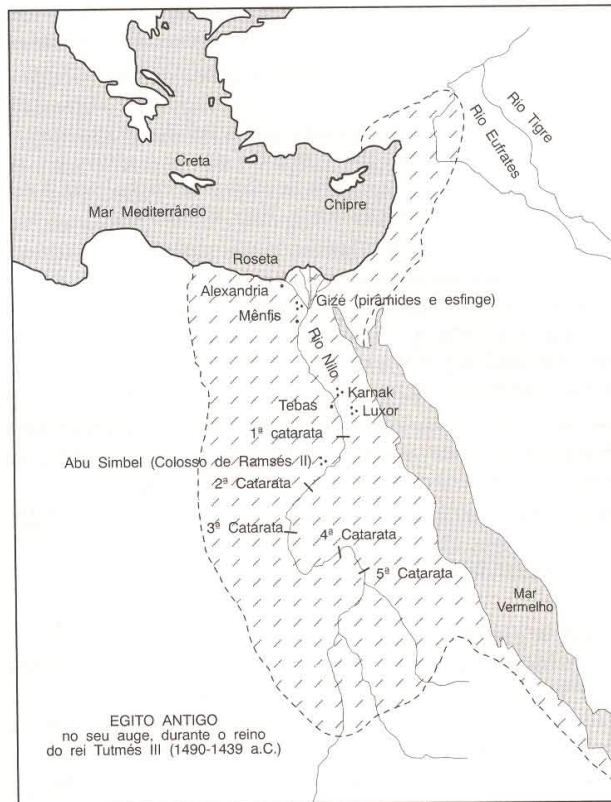 Rio Tigre
Rio Eufrates
Creta
Chipre
Mar Mediterrâneo
Roseta
Alexandria
Gizé (pirâmides e esfinge)
Mênfis
Rio Nilo
Karnak
Tebas
Luxor
1ª catarata
Abu Simbel (Colosso de Ramsés II)
2ª Catarata
3ª Catarata
4ª Catarata
5ª Catarata
Mar
Vermelho
EGITO ANTIGO
no seu auge, durante o reino
do rei Tutmés III (1490-1439 a.C.)